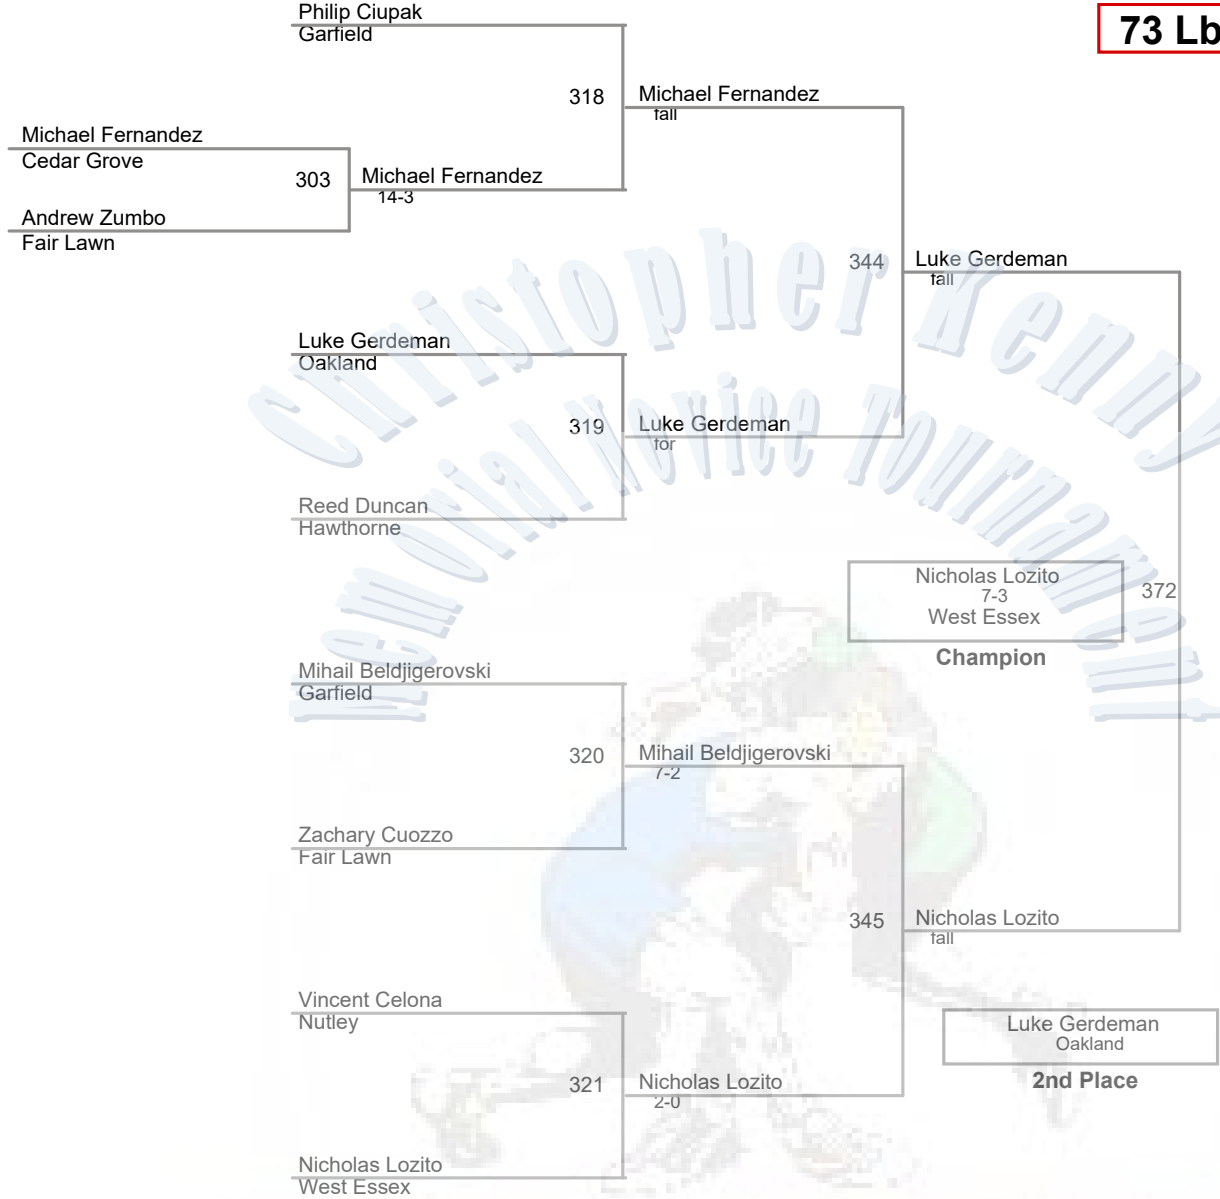 Philip Ciupak
Garfield
73 Lb
318
Michael Fernandez
fall
Michael Fernandez
Cedar Grove
303
Michael Fernandez
14-3
Andrew Zumbo
Fair Lawn
344
Luke Gerdeman
fall
Christopher Kenny
Memorial Novice Tournament
Luke Gerdeman
Oakland
319
Luke Gerdeman
for
Reed Duncan
Hawthorne
Nicholas Lozito
7-3
West Essex
372
Champion
Mihail Beldjigerovski
Garfield
320
Mihail Beldjigerovski
7-2
Zachary Cuozzo
Fair Lawn
345
Nicholas Lozito
fall
Vincent Celona
Nutley
Luke Gerdeman
Oakland
2nd Place
321
Nicholas Lozito
2-0
Nicholas Lozito
West Essex